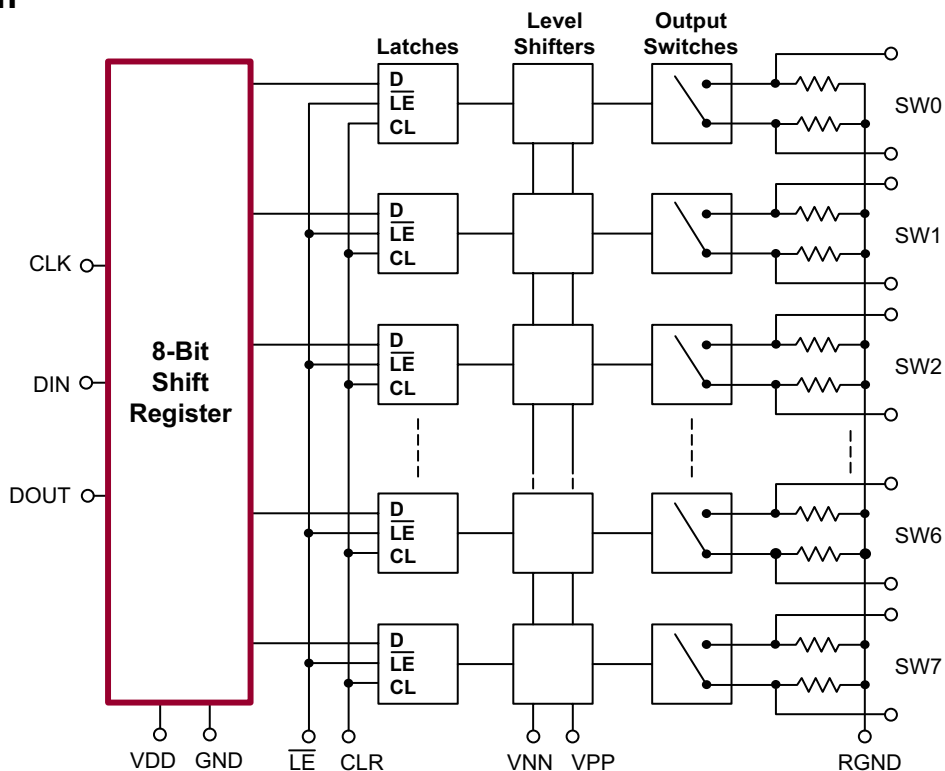 Latches
Level
Shifters
Output
Switches
D
LE
CL
SW0
D
LE
CL
SW1
CLK
D
LE
CL
SW2
8-Bit
Shift
Register
DIN
DOUT
D
LE
CL
SW6
D
LE
CL
SW7
VDD GND LE CLR VNN VPP RGND